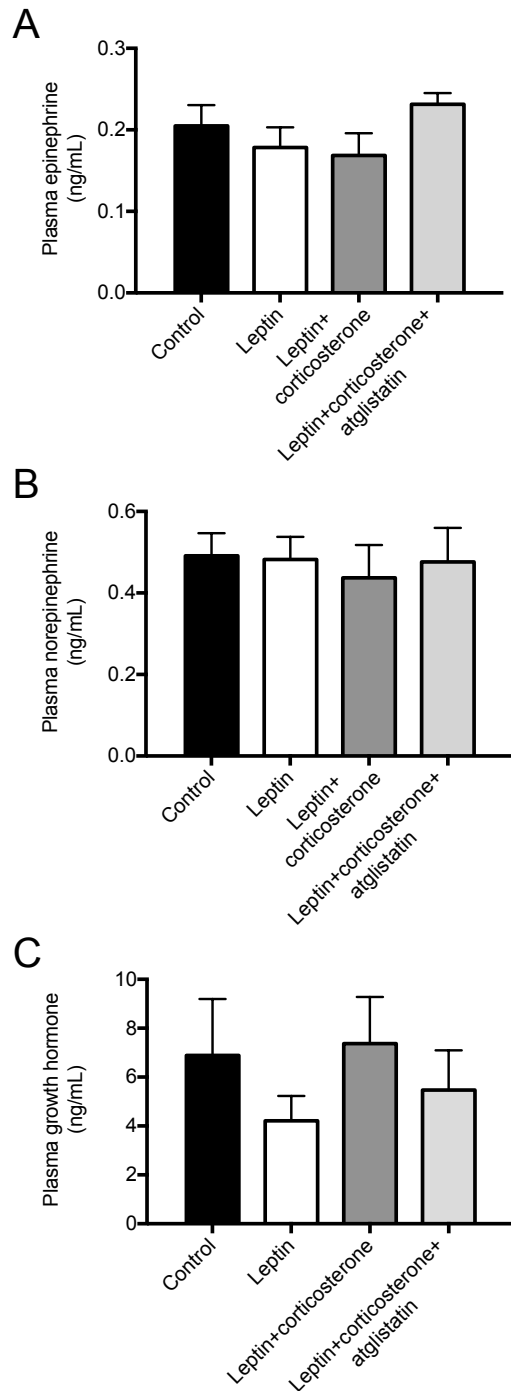 A
Plasma epinephrine
(ng/mL)
0.3
0.2
0.1
0.0
Control
Leptin
Leptin+
corticosterone
Leptin+corticosterone+
atglistatin
B
Plasma norepinephrine
(ng/mL)
0.6
0.4
0.2
0.0
Control
Leptin
Leptin+
corticosterone
Leptin+corticosterone+
atglistatin
C
Plasma growth hormone
(ng/mL)
10
8
6
4
2
0
Control
Leptin
Leptin+corticosterone
Leptin+corticosterone+
atglistatin